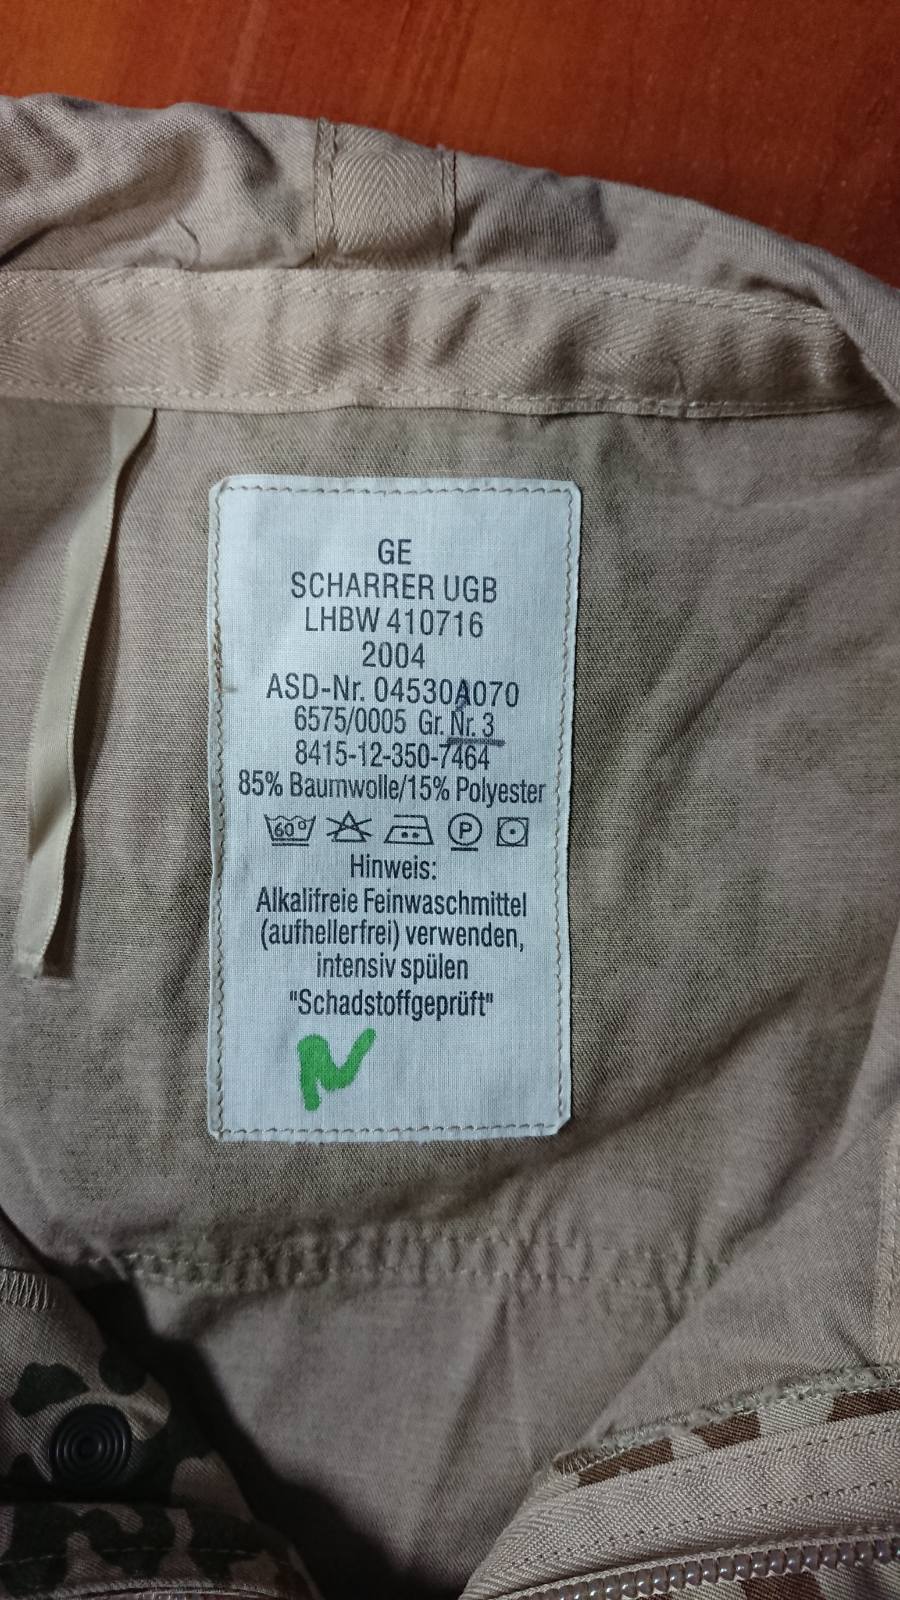 GE
SCHARRER UGB
LHBW 410716
2004
ASD-Nr. 04530A070
6575/0005 Gr. Nr. 3
8415-12-350-7464
85% Baumwolle/15% Polyester
60° P
Hinweis:
Alkalifreie Feinwaschmittel
(aufhellerfrei) verwenden,
intensiv spülen
"Schadstoffgeprüft"
N